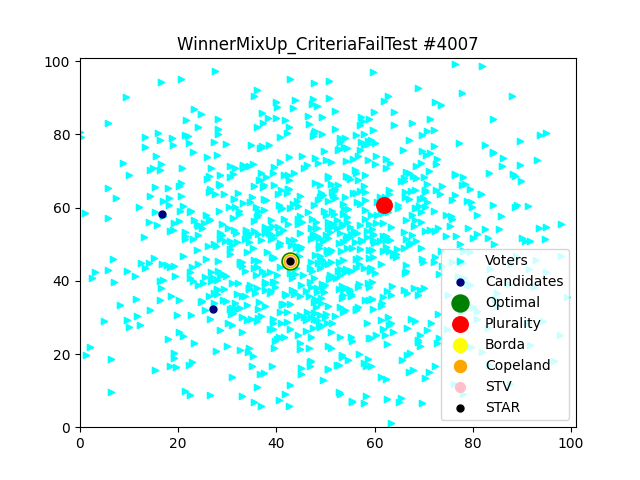 WinnerMixUp_CriteriaFailTest #4007
100
80
60
40
20
0
0 20 40 60 80 100
Voters
Candidates
Optimal
Plurality
Borda
Copeland
STV
STAR